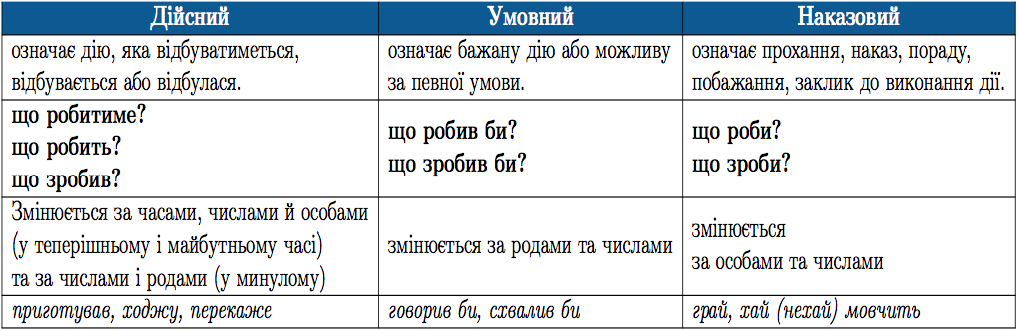 Дійсний
Умовний
Наказовий
означає дію, яка відбуватиметься,
відбувається або відбулася.
означає бажану дію або можливу
за певної умови.
означає прохання, наказ, пораду,
побажання, заклик до виконання дії.
що робитиме?
що робить?
що зробив?
що робив би?
що зробив би?
що роби?
що зроби?
Змінюється за часами, числами й особами
(у теперішньому і майбутньому часі)
та за числами і родами (у минулому)
змінюється за родами та числами
змінюється
за особами та числами
приготував, ходжу, перекаже
говорив би, схвалив би
грай, хай (нехай) мовчить